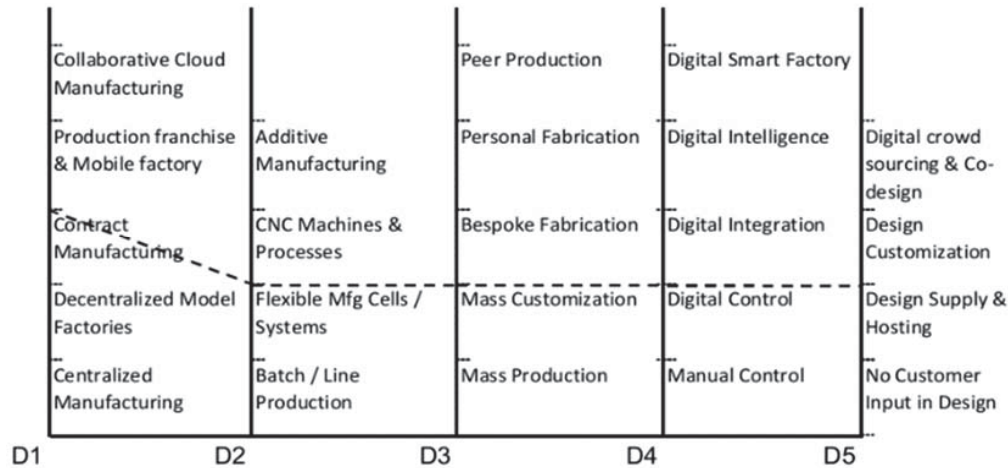 Collaborative Cloud
Manufacturing
Production franchise
& Mobile factory
Contract
Manufacturing
Decentralized Model
Factories
Centralized
Manufacturing
Additive
Manufacturing
CNC Machines &
Processes
Flexible Mfg Cells /
Systems
Batch / Line
Production
Peer Production
Personal Fabrication
Bespoke Fabrication
Mass Customization
Mass Production
Digital Smart Factory
Digital Intelligence
Digital Integration
Digital Control
Manual Control
Digital crowd
sourcing & Co-
design
Design
Customization
Design Supply &
Hosting
No Customer
Input in Design
D1
D2
D3
D4
D5